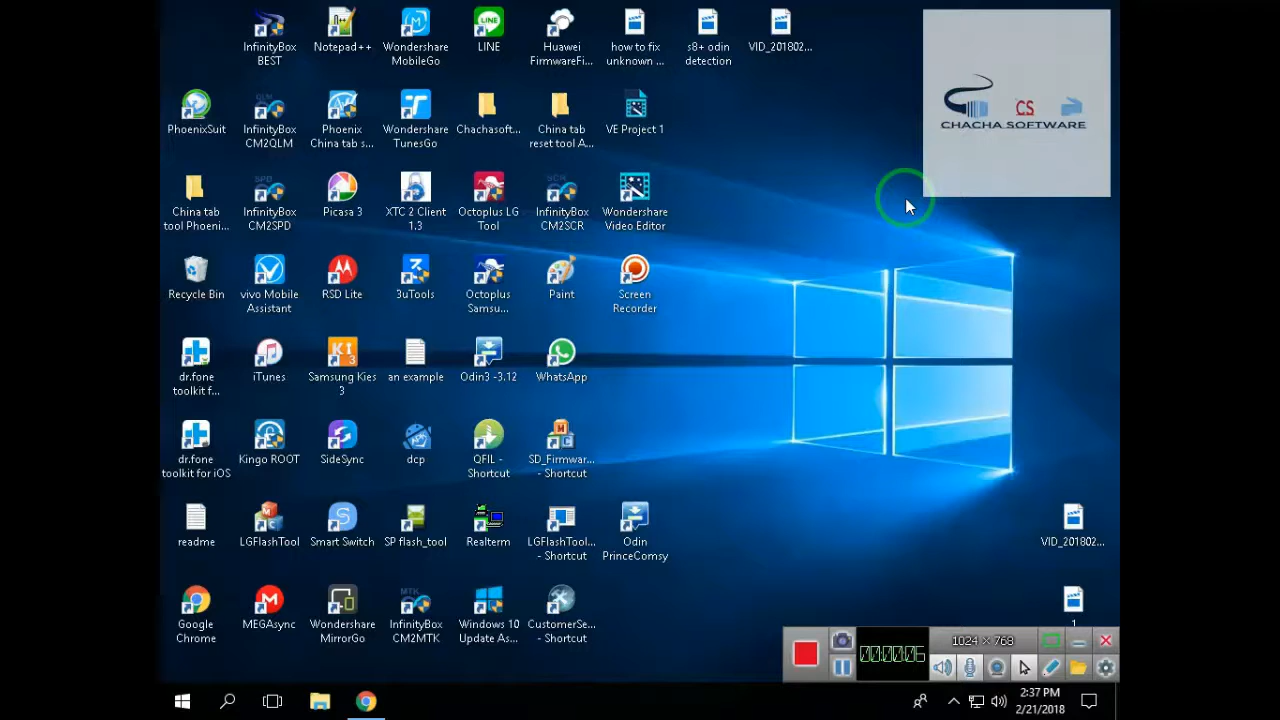 InfinityBox
BEST
Notepad++
Wondershare
MobileGo
LINE
Huawei
FirmwareFi...
how to fix
unknown ...
s8+ odin
detection
VID_201802...
CS
CHACHA SOFTWARE
PhoenixSuit
InfinityBox
CM2QLM
Phoenix
China tab s...
Wondershare
TunesGo
Chachasoft...
China tab
reset tool A...
VE Project 1
China tab
tool Phoeni...
InfinityBox
CM2SPD
Picasa 3
XTC 2 Client
1.3
Octoplus LG
Tool
InfinityBox
CM2SCR
Wondershare
Video Editor
Recycle Bin
vivo Mobile
Assistant
RSD Lite
3uTools
Octoplus
Samsu...
Paint
Screen
Recorder
dr.fone
toolkit f...
iTunes
Samsung Kies
3
an example
Odin3 -3.12
WhatsApp
dr.fone
toolkit for iOS
Kingo ROOT
SideSync
dcp
QFIL -
Shortcut
SD_Firmwar...
- Shortcut
readme
LGFlashTool
Smart Switch
SP flash_tool
Realterm
LGFlashTool...
- Shortcut
Odin
PrinceComsy
VID_201802...
Google
Chrome
MEGAsync
Wondershare
MirrorGo
InfinityBox
CM2MTK
Windows 10
Update As...
CustomerSe...
- Shortcut
1
1024 × 768
00:00:06
2:37 PM
2/21/2018